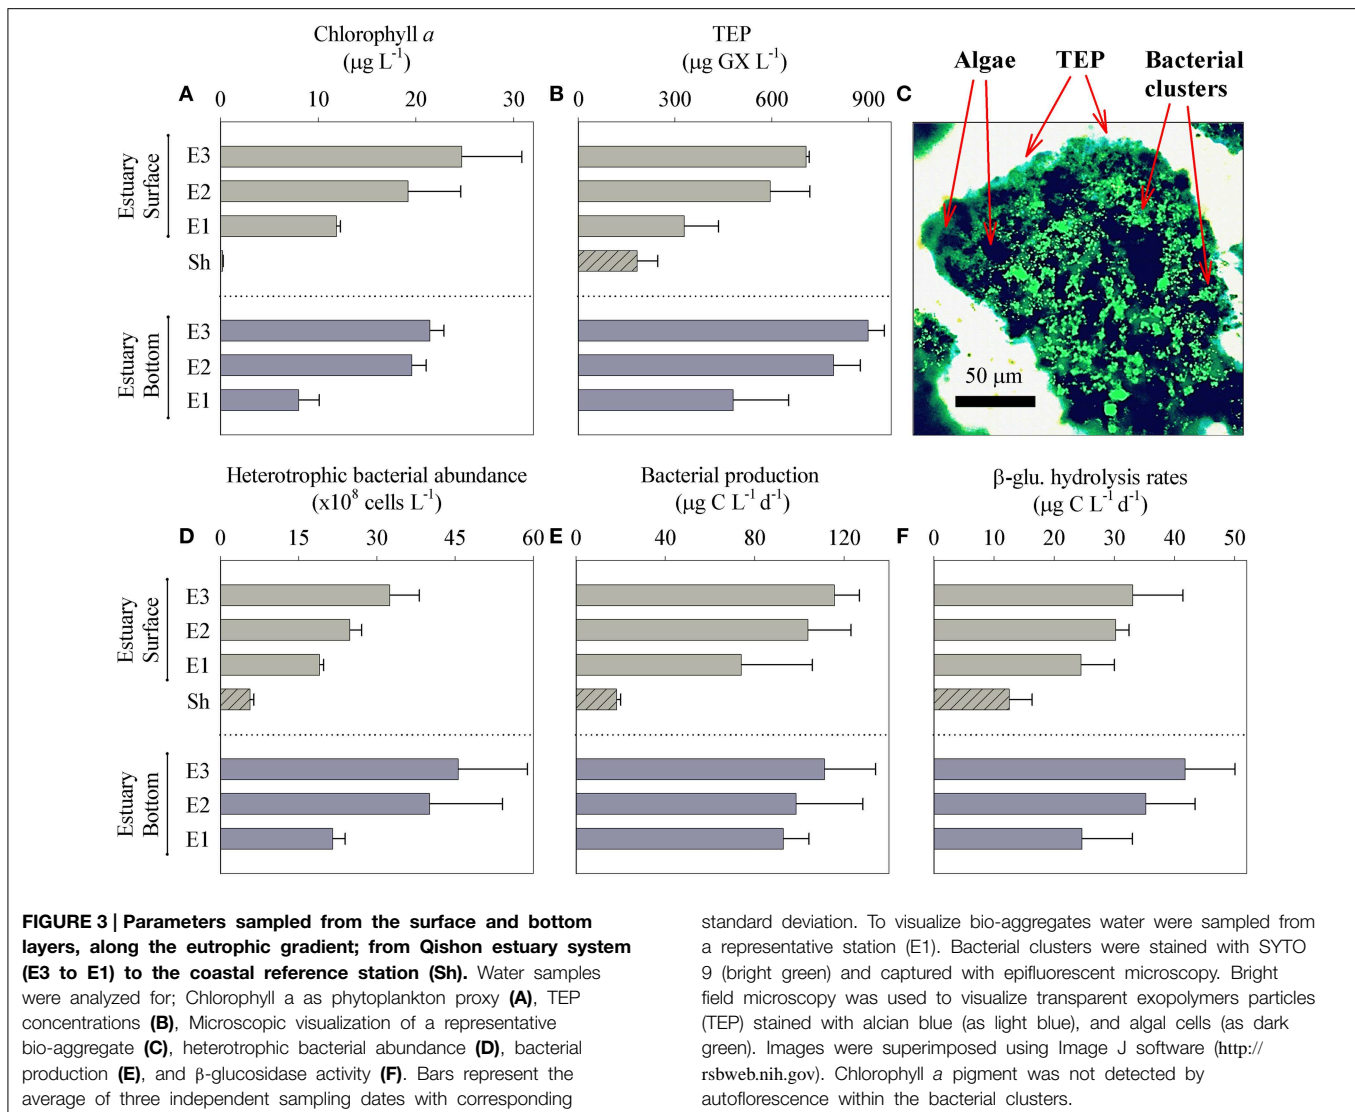 Chlorophyll a
(µg L-1)
A
0 10 20 30
Estuary
Surface
E3
E2
E1
Sh
Estuary
Bottom
E3
E2
E1
TEP
(µg GX L-1)
B
0 300 600 900
C
Algae TEP Bacterial
clusters
50 µm
Heterotrophic bacterial abundance
(x10⁸ cells L-1)
D
0 15 30 45 60
Estuary
Surface
E3
E2
E1
Sh
Estuary
Bottom
E3
E2
E1
Bacterial production
(µg C L-1 d-1)
E
0 40 80 120
β-glu. hydrolysis rates
(µg C L-1 d-1)
F
0 10 20 30 40 50
FIGURE 3 | Parameters sampled from the surface and bottom
layers, along the eutrophic gradient; from Qishon estuary system
(E3 to E1) to the coastal reference station (Sh). Water samples
were analyzed for; Chlorophyll a as phytoplankton proxy (A), TEP
concentrations (B), Microscopic visualization of a representative
bio-aggregate (C), heterotrophic bacterial abundance (D), bacterial
production (E), and β-glucosidase activity (F). Bars represent the
average of three independent sampling dates with corresponding
standard deviation. To visualize bio-aggregates water were sampled from
a representative station (E1). Bacterial clusters were stained with SYTO
9 (bright green) and captured with epifluorescent microscopy. Bright
field microscopy was used to visualize transparent exopolymers particles
(TEP) stained with alcian blue (as light blue), and algal cells (as dark
green). Images were superimposed using Image J software (http://
rsbweb.nih.gov). Chlorophyll a pigment was not detected by
autoflorescence within the bacterial clusters.